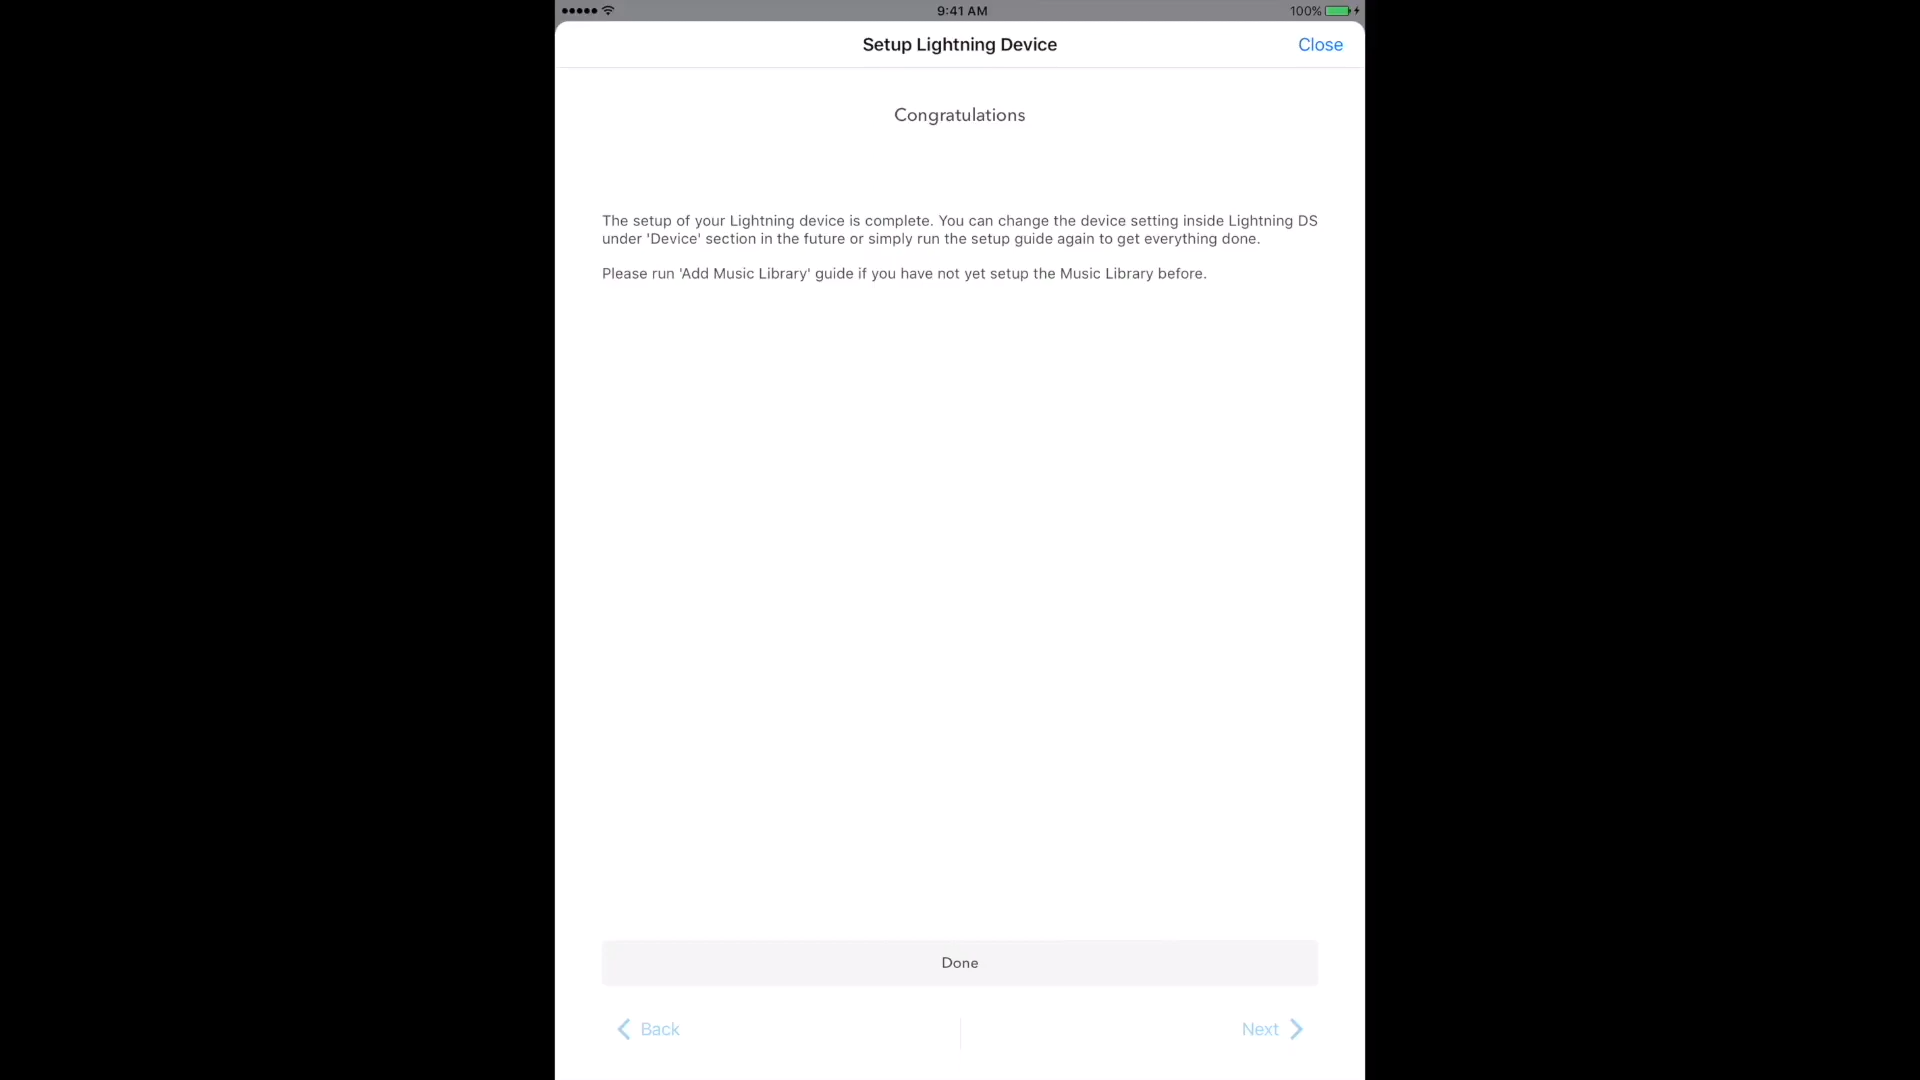 9:41 AM
100%
Setup Lightning Device
Close
Congratulations
The setup of your Lightning device is complete. You can change the device setting inside Lightning DS
under 'Device' section in the future or simply run the setup guide again to get everything done.
Please run 'Add Music Library' guide if you have not yet setup the Music Library before.
Done
Back
Next